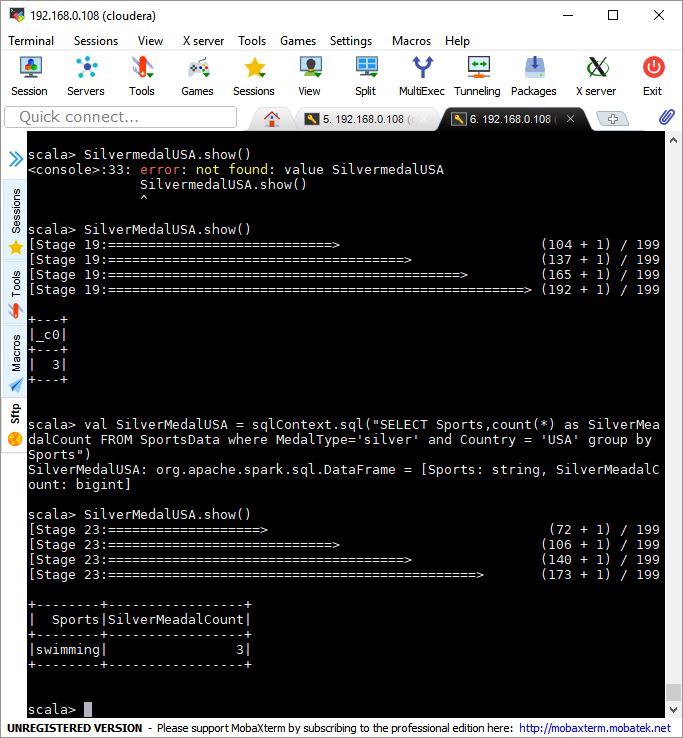 192.168.0.108 (cloudera)
Terminal Sessions View X server Tools Games Settings Macros Help
Session Servers Tools Games Sessions View Split MultiExec Tunneling Packages X server Exit
Quick connect... 5. 192.168.0.108 (c 6. 192.168.0.108 (
Sessions
Tools
Macros
Sftp
scala> SilvermedalUSA.show()
<console>:33: error: not found: value SilvermedalUSA
              SilvermedalUSA.show()
              ^
scala> SilverMedalUSA.show()
[Stage 19:============================>                         (104 + 1) / 199
[Stage 19:=====================================>                (137 + 1) / 199
[Stage 19:============================================>         (165 + 1) / 199
[Stage 19:====================================================> (192 + 1) / 199
+---+
|_c0|
+---+
|  3|
+---+
scala> val SilverMedalUSA = sqlContext.sql("SELECT Sports,count(*) as SilverMea
dalCount FROM SportsData where MedalType='silver' and Country = 'USA' group by
Sports")
SilverMedalUSA: org.apache.spark.sql.DataFrame = [Sports: string, SilverMeadalC
ount: bigint]
scala> SilverMedalUSA.show()
[Stage 23:===================>                                   (72 + 1) / 199
[Stage 23:============================>                         (106 + 1) / 199
[Stage 23:=====================================>                (140 + 1) / 199
[Stage 23:==============================================>       (173 + 1) / 199
+--------+-----------------+
|  Sports|SilverMeadalCount|
+--------+-----------------+
|swimming|                3|
+--------+-----------------+
scala>
UNREGISTERED VERSION - Please support MobaXterm by subscribing to the professional edition here: http://mobaxterm.mobatek.net